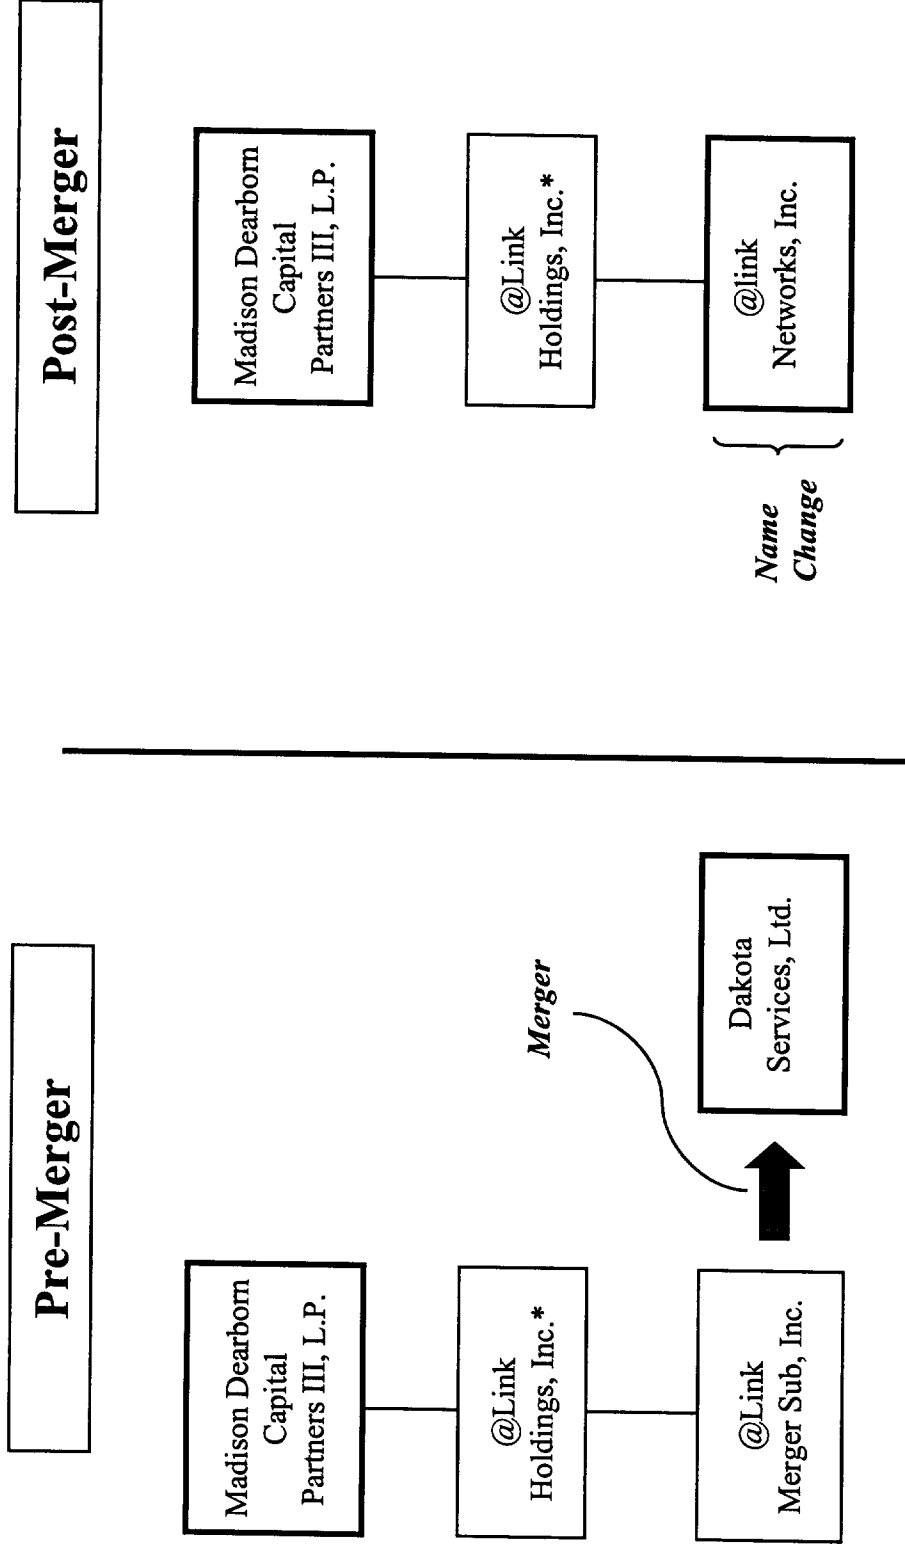 Pre-Merger
Madison Dearborn
Capital
Partners III, L.P.
@Link
Holdings, Inc.*
@Link
Merger Sub, Inc.
Merger
Dakota
Services, Ltd.
Post-Merger
Madison Dearborn
Capital
Partners III, L.P.
@Link
Holdings, Inc.*
@link
Networks, Inc.
Name
Change